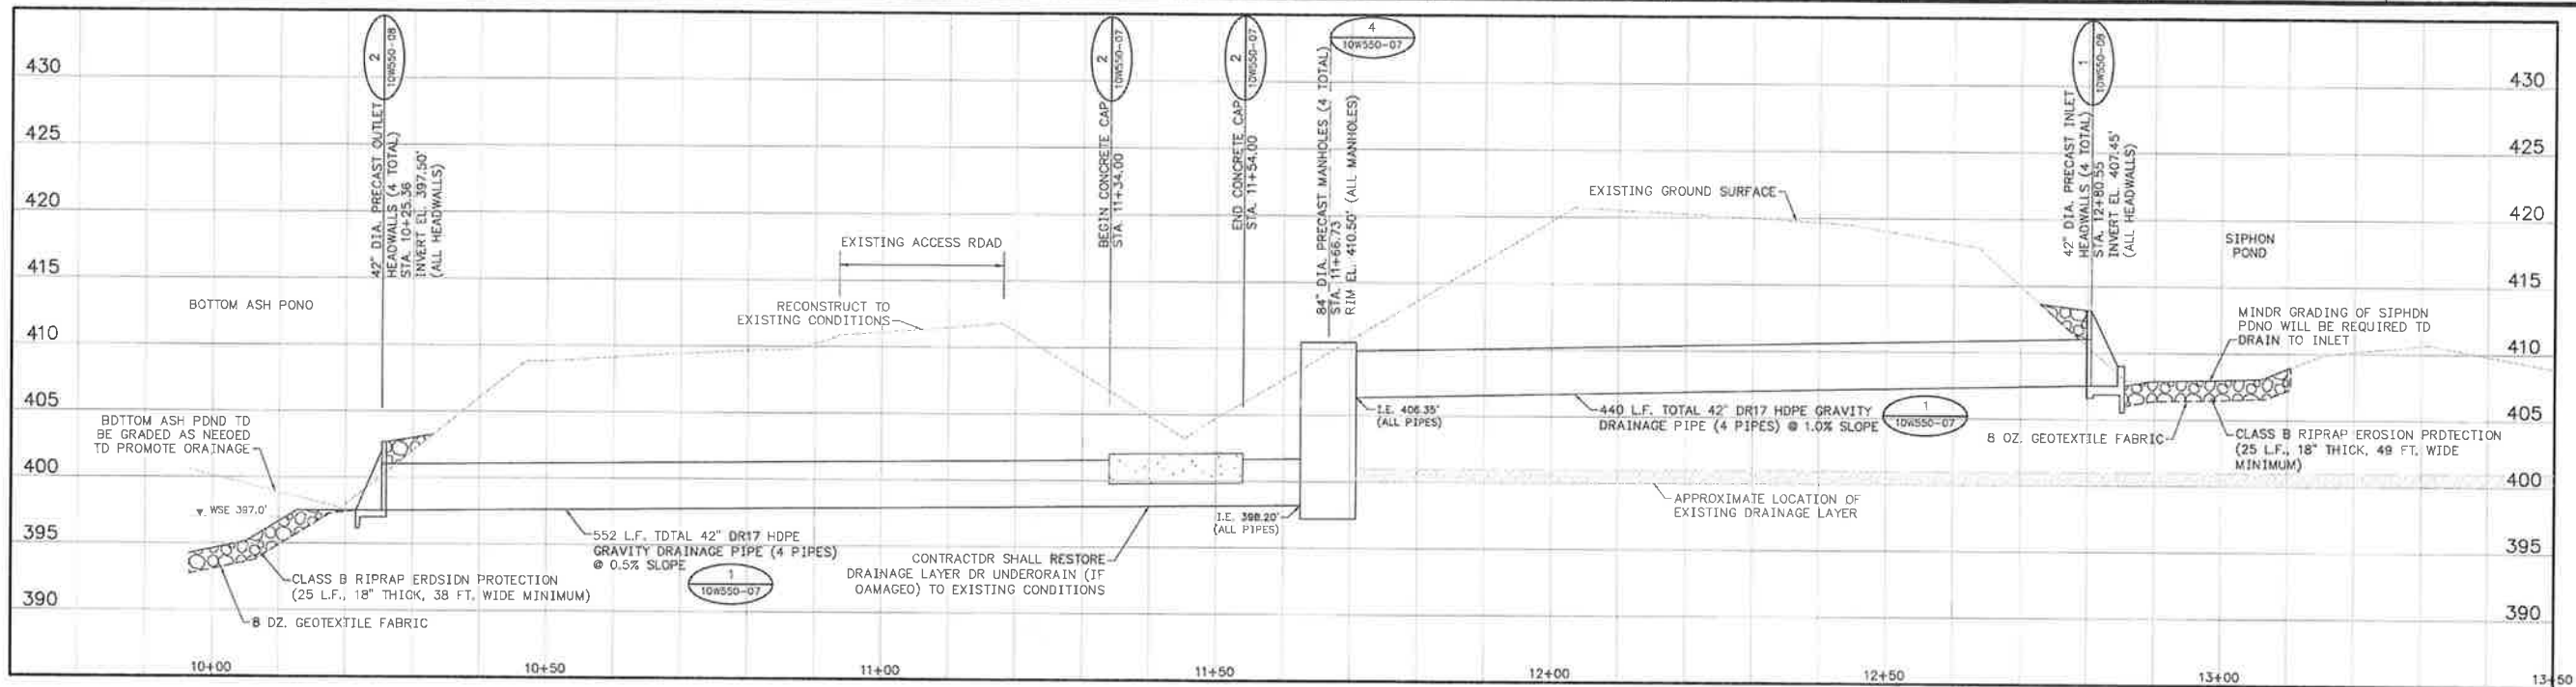 430
425
420
415
410
405
400
395
390
2
10W550-08
42" DIA. PRECAST OUTLET
HEADWALLS (4 TOTAL)
STA. 10+25.36
INVERT EL. 397.50'
(ALL HEADWALLS)
2
10W550-07
BEGIN CONCRETE CAP
STA. 11+34.00
2
10W550-07
END CONCRETE CAP
STA. 11+54.00
4
10W550-07
84" DIA. PRECAST MANHOLES (4 TOTAL)
STA. 11+66.73
RIM EL. 410.50' (ALL MANHOLES)
1
10W550-08
42" DIA. PRECAST INLET
HEADWALLS (4 TOTAL)
STA. 12+80.55
INVERT EL. 407.45'
(ALL HEADWALLS)
430
425
420
415
410
405
400
395
390
EXISTING GROUND SURFACE
SIPHON
POND
EXISTING ACCESS RDAD
BOTTOM ASH PONO
RECONSTRUCT TO
EXISTING CONDITIONS
MINDR GRADING OF SIPHDN
PDNO WILL BE REQUIRED TD
DRAIN TO INLET
BDTTOM ASH PDND TD
BE GRADED AS NEEOED
TD PROMOTE ORAINAGE
I.E. 406.35'
(ALL PIPES)
440 L.F. TOTAL 42" DR17 HDPE GRAVITY
DRAINAGE PIPE (4 PIPES) @ 1.0% SLOPE
1
10W550-07
8 OZ. GEOTEXTILE FABRIC
CLASS B RIPRAP EROSION PRDTECTION
(25 L.F., 18" THICK, 49 FT. WIDE
MINIMUM)
WSE 397.0'
I.E. 398.20'
(ALL PIPES)
APPROXIMATE LOCATION OF
EXISTING DRAINAGE LAYER
552 L.F. TDTAL 42" DR17 HDPE
GRAVITY DRAINAGE PIPE (4 PIPES)
@ 0.5% SLOPE
1
10W550-07
CONTRACTDR SHALL RESTORE
DRAINAGE LAYER DR UNDERORAIN (IF
OAMAGED) TO EXISTING CONDITIONS
CLASS B RIPRAP ERDSIDN PROTECTION
(25 L.F., 18" THICK, 38 FT. WIDE MINIMUM)
8 DZ. GEOTEXTILE FABRIC
10+00
10+50
11+00
11+50
12+00
12+50
13+00
13+50